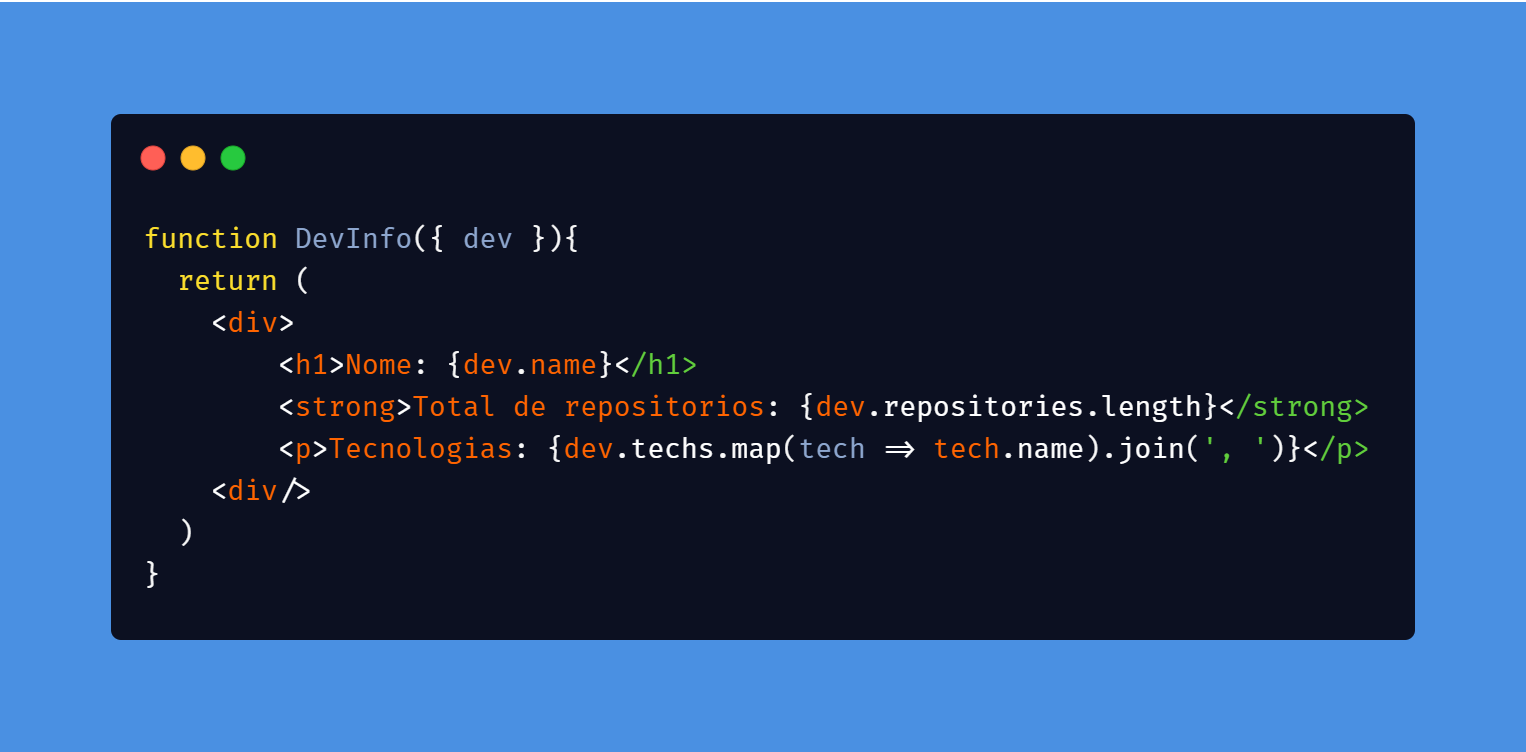 function DevInfo({ dev }){
  return (
    <div>
        <h1>Nome: {dev.name}</h1>
        <strong>Total de repositorios: {dev.repositories.length}</strong>
        <p>Tecnologias: {dev.techs.map(tech => tech.name).join(', ')}</p>
    <div/>
  )
}